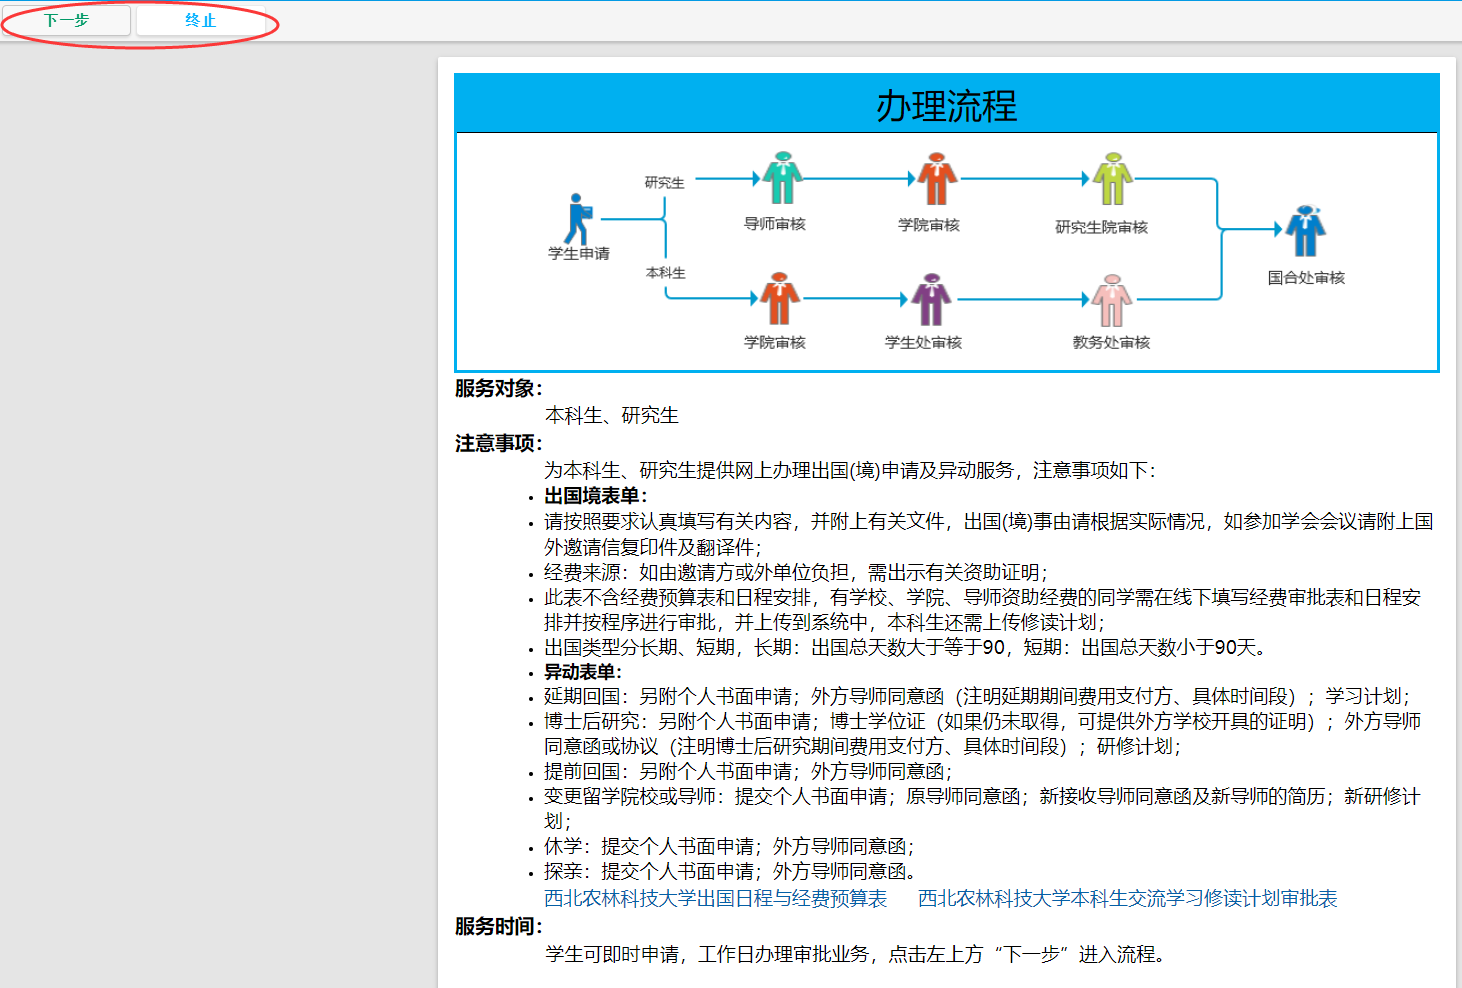 下一步 终止
办理流程
研究生
导师审核 学院审核 研究生院审核
学生申请
本科生
国合处审核
学院审核 学生处审核 教务处审核
服务对象：
本科生、研究生
注意事项：
为本科生、研究生提供网上办理出国(境)申请及异动服务，注意事项如下：
• 出国境表单：
• 请按照要求认真填写有关内容，并附上有关文件，出国(境)事由请根据实际情况，如参加学会会议请附上国
外邀请信复印件及翻译件；
• 经费来源：如由邀请方或外单位负担，需出示有关资助证明；
• 此表不含经费预算表和日程安排，有学校、学院、导师资助经费的同学需在线下填写经费审批表和日程安
排并按程序进行审批，并上传到系统中，本科生还需上传修读计划；
• 出国类型分长期、短期，长期：出国总天数大于等于90，短期：出国总天数小于90天。
• 异动表单：
• 延期回国：另附个人书面申请；外方导师同意函（注明延期期间费用支付方、具体时间段）；学习计划；
• 博士后研究：另附个人书面申请；博士学位证（如果仍未取得，可提供外方学校开具的证明）；外方导师
同意函或协议（注明博士后研究期间费用支付方、具体时间段）；研修计划；
• 提前回国：另附个人书面申请；外方导师同意函；
• 变更留学院校或导师：提交个人书面申请；原导师同意函；新接收导师同意函及新导师的简历；新研修计
划；
• 休学：提交个人书面申请；外方导师同意函；
• 探亲：提交个人书面申请；外方导师同意函。
西北农林科技大学出国日程与经费预算表 西北农林科技大学本科生交流学习修读计划审批表
服务时间：
学生可即时申请，工作日办理审批业务，点击左上方“下一步”进入流程。